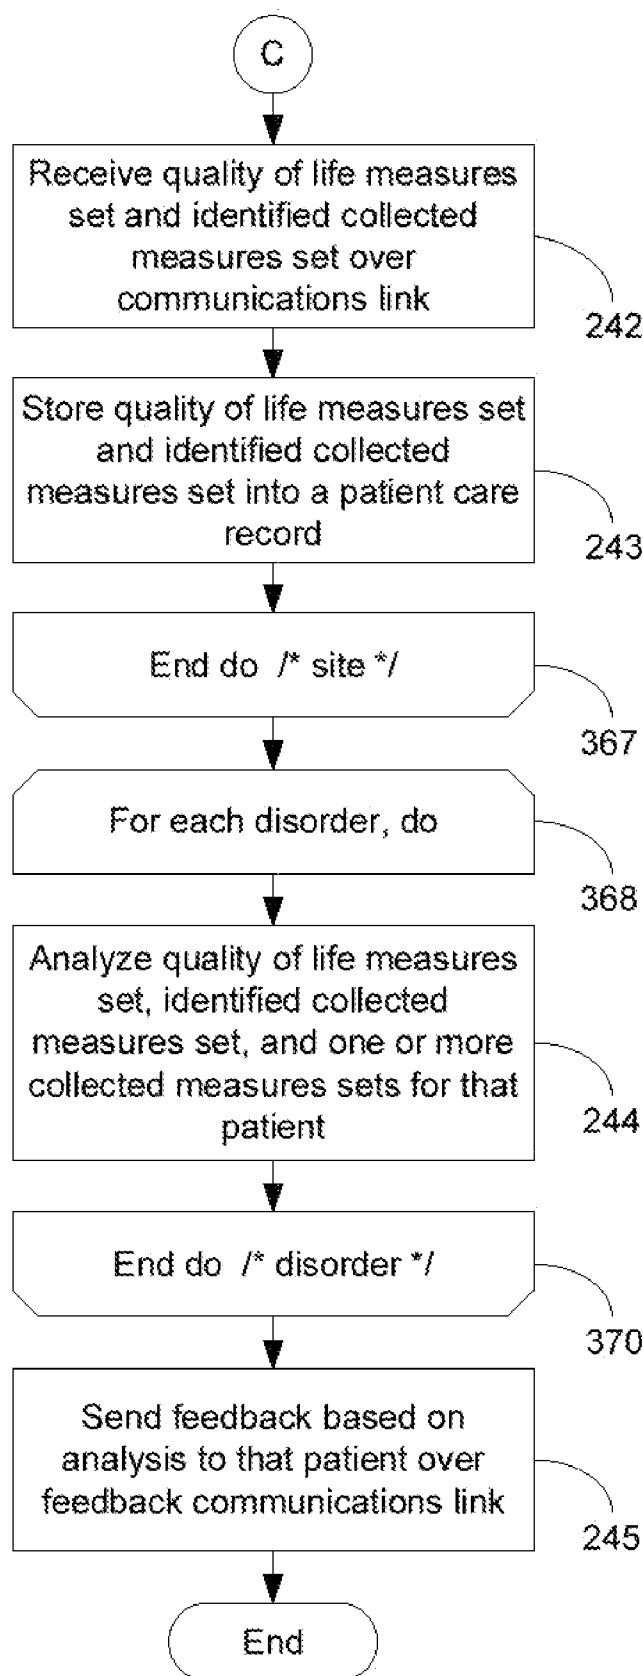 C
Receive quality of life measures
set and identified collected
measures set over
communications link
242
Store quality of life measures set
and identified collected
measures set into a patient care
record
243
End do /* site */
367
For each disorder, do
368
Analyze quality of life measures
set, identified collected
measures set, and one or more
collected measures sets for that
patient
244
End do /* disorder */
370
Send feedback based on
analysis to that patient over
feedback communications link
245
End